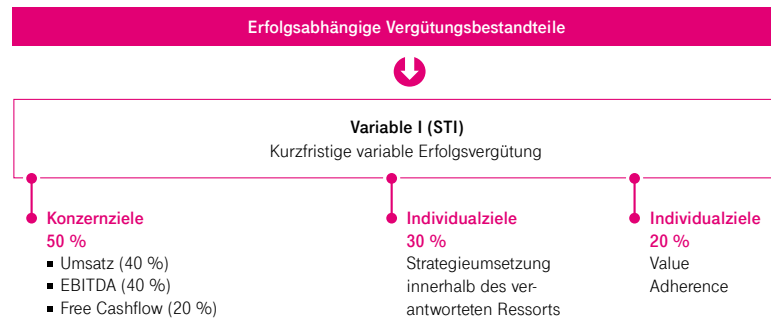 Erfolgsabhängige Vergütungsbestandteile
Variable I (STI)
Kurzfristige variable Erfolgsvergütung
Konzernziele
50 %
▪ Umsatz (40 %)
▪ EBITDA (40 %)
▪ Free Cashflow (20 %)
Individualziele
30 %
Strategieumsetzung
innerhalb des ver-
antworteten Ressorts
Individualziele
20 %
Value
Adherence